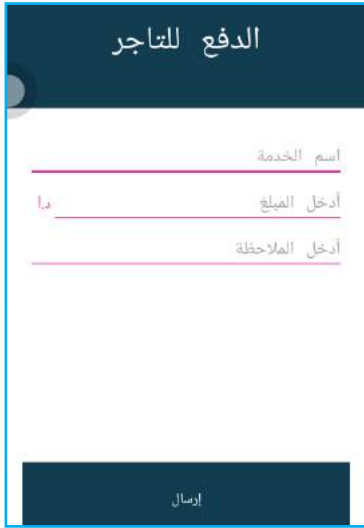 الدفع للتاجر
اسم الخدمة
أدخل المبلغ د.ا
أدخل الملاحظة
إرسال